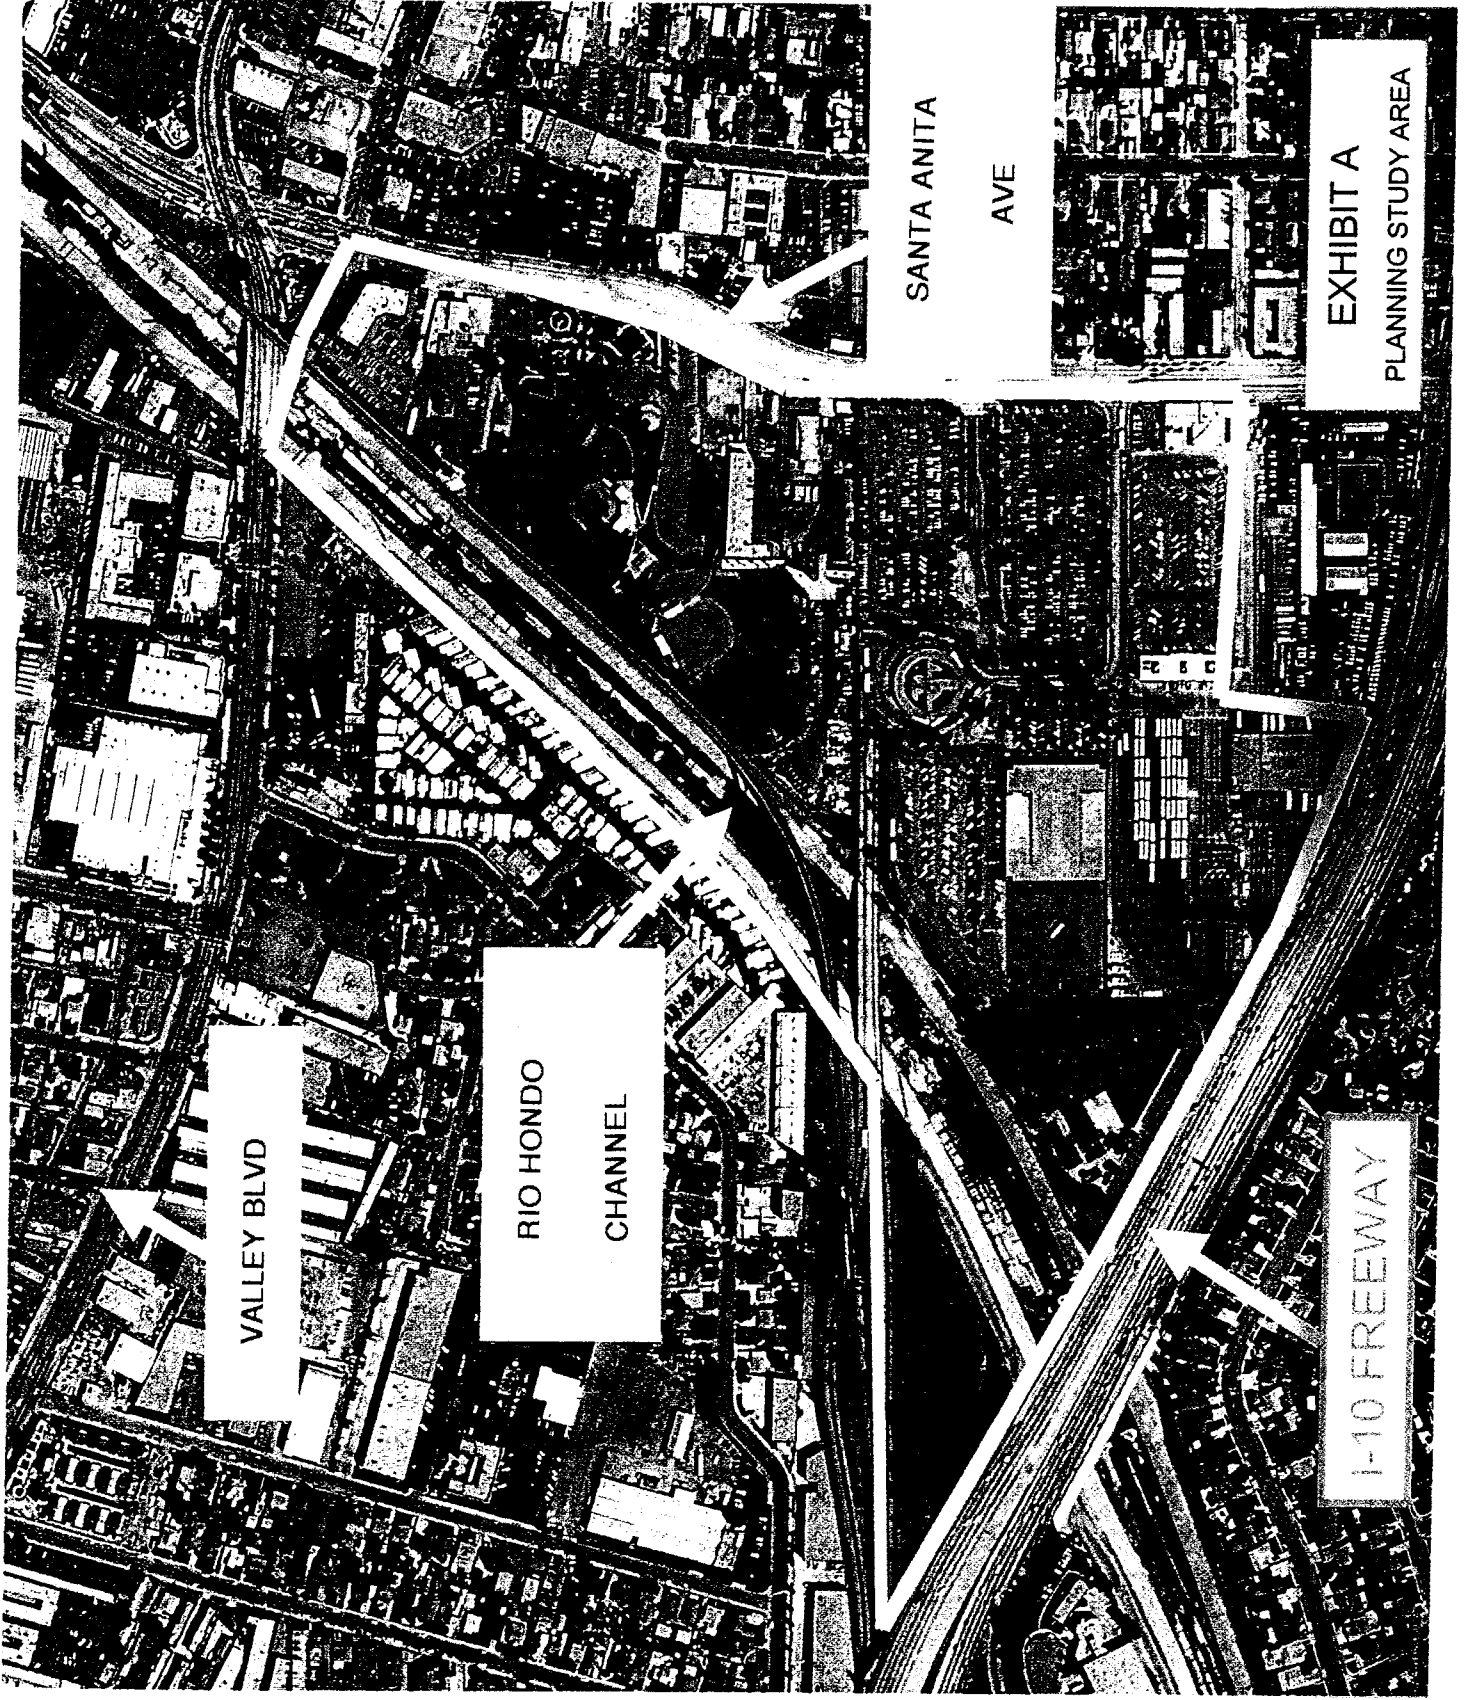 VALLEY BLVD
RIO HONDO
CHANNEL
SANTA ANITA
AVE
I-10 FREEWAY
EXHIBIT A
PLANNING STUDY AREA